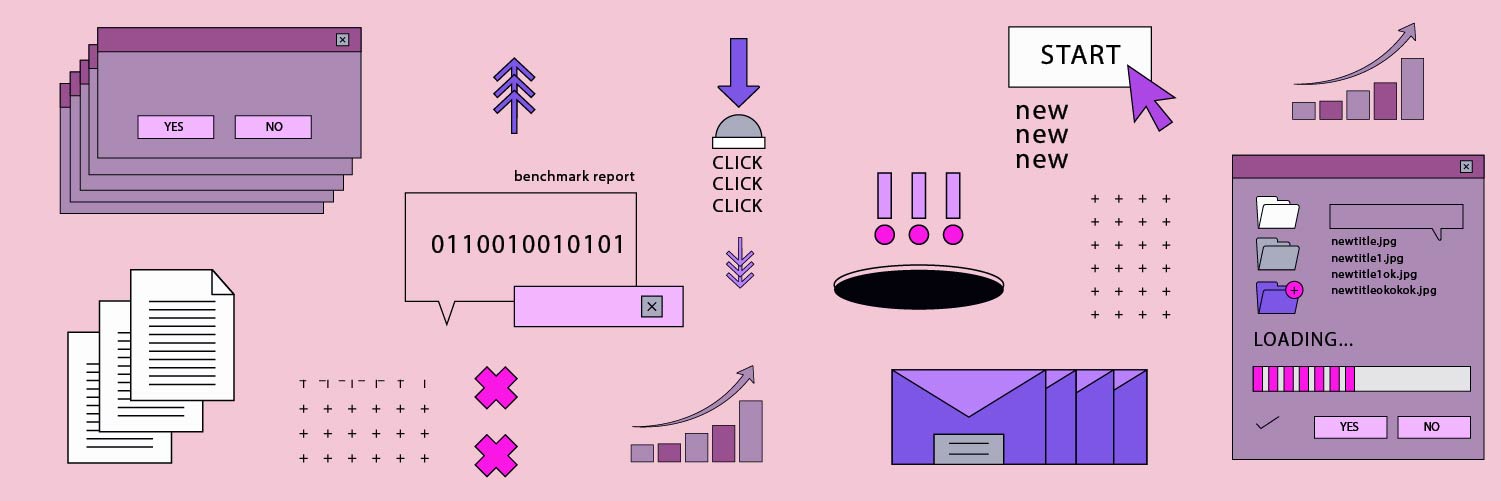 YES
NO
benchmark report
0110010010101
CLICK
CLICK
CLICK
START
new
new
new
newtitle.jpg
newtitle1.jpg
newtitle1ok.jpg
newtitleokokok.jpg
LOADING...
YES
NO